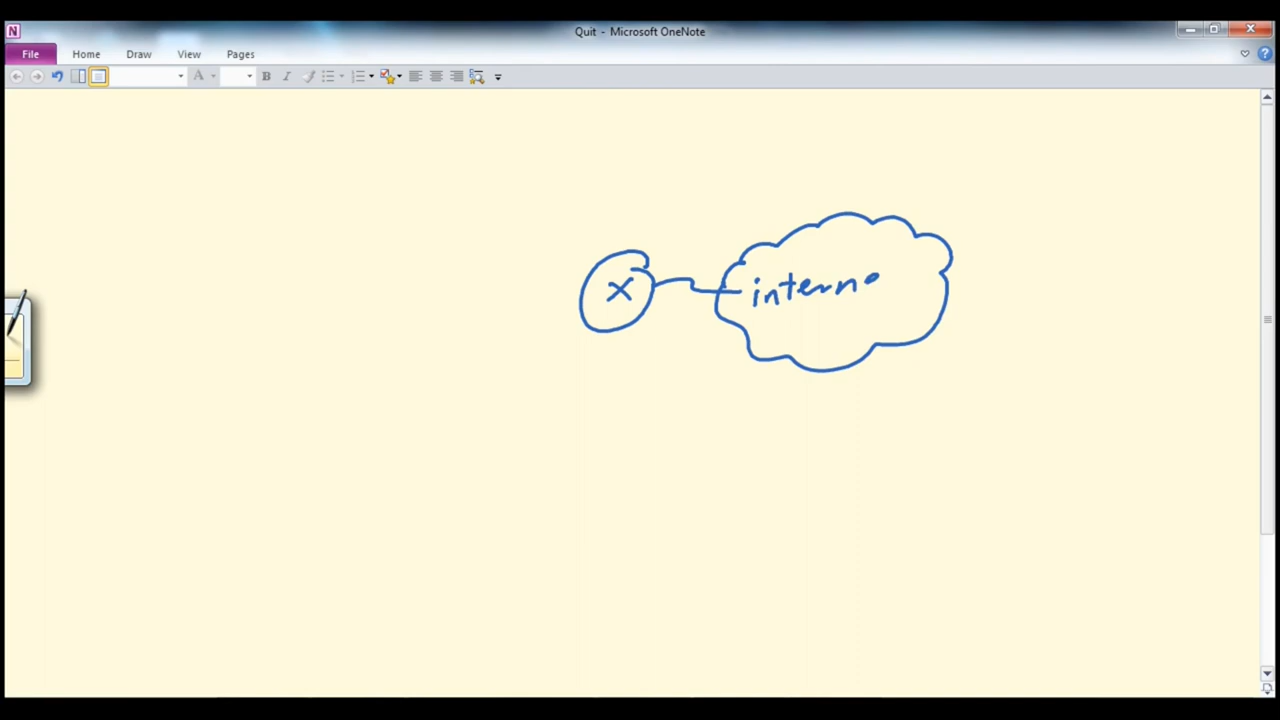 Quit - Microsoft OneNote
File Home Draw View Pages
A B I
X
interne